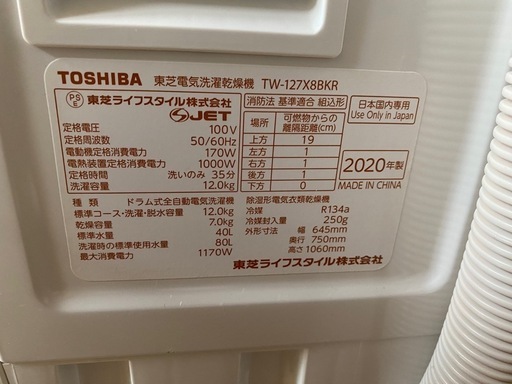 TOSHIBA 東芝電気洗濯乾燥機 TW-127X8BKR
PS E 東芝ライフスタイル株式会社
S JET
定格電圧 100V
定格周波数 50/60Hz
電動機定格消費電力 170W
電熱装置定格消費電力 1000W
定格時間 洗いのみ 35分
洗濯容量 12.0kg
消防法 基準適合 組込形
場所 可燃物からの離隔距離(cm)
上方 19
左方 1
右方 1
後方 1
下方 0
日本国内専用
Use Only in Japan
2020年製
MADE IN CHINA
種類 ドラム式全自動電気洗濯機
標準コース・洗濯・脱水容量 12.0kg
乾燥容量 7.0kg
標準水量 40L
洗濯時の標準使用水量 80L
最大消費電力 1170W
除湿形電気衣類乾燥機
冷媒 R134a
冷媒封入量 250g
外形寸法 幅 645mm
奥行 750mm
高さ 1060mm
東芝ライフスタイル株式会社